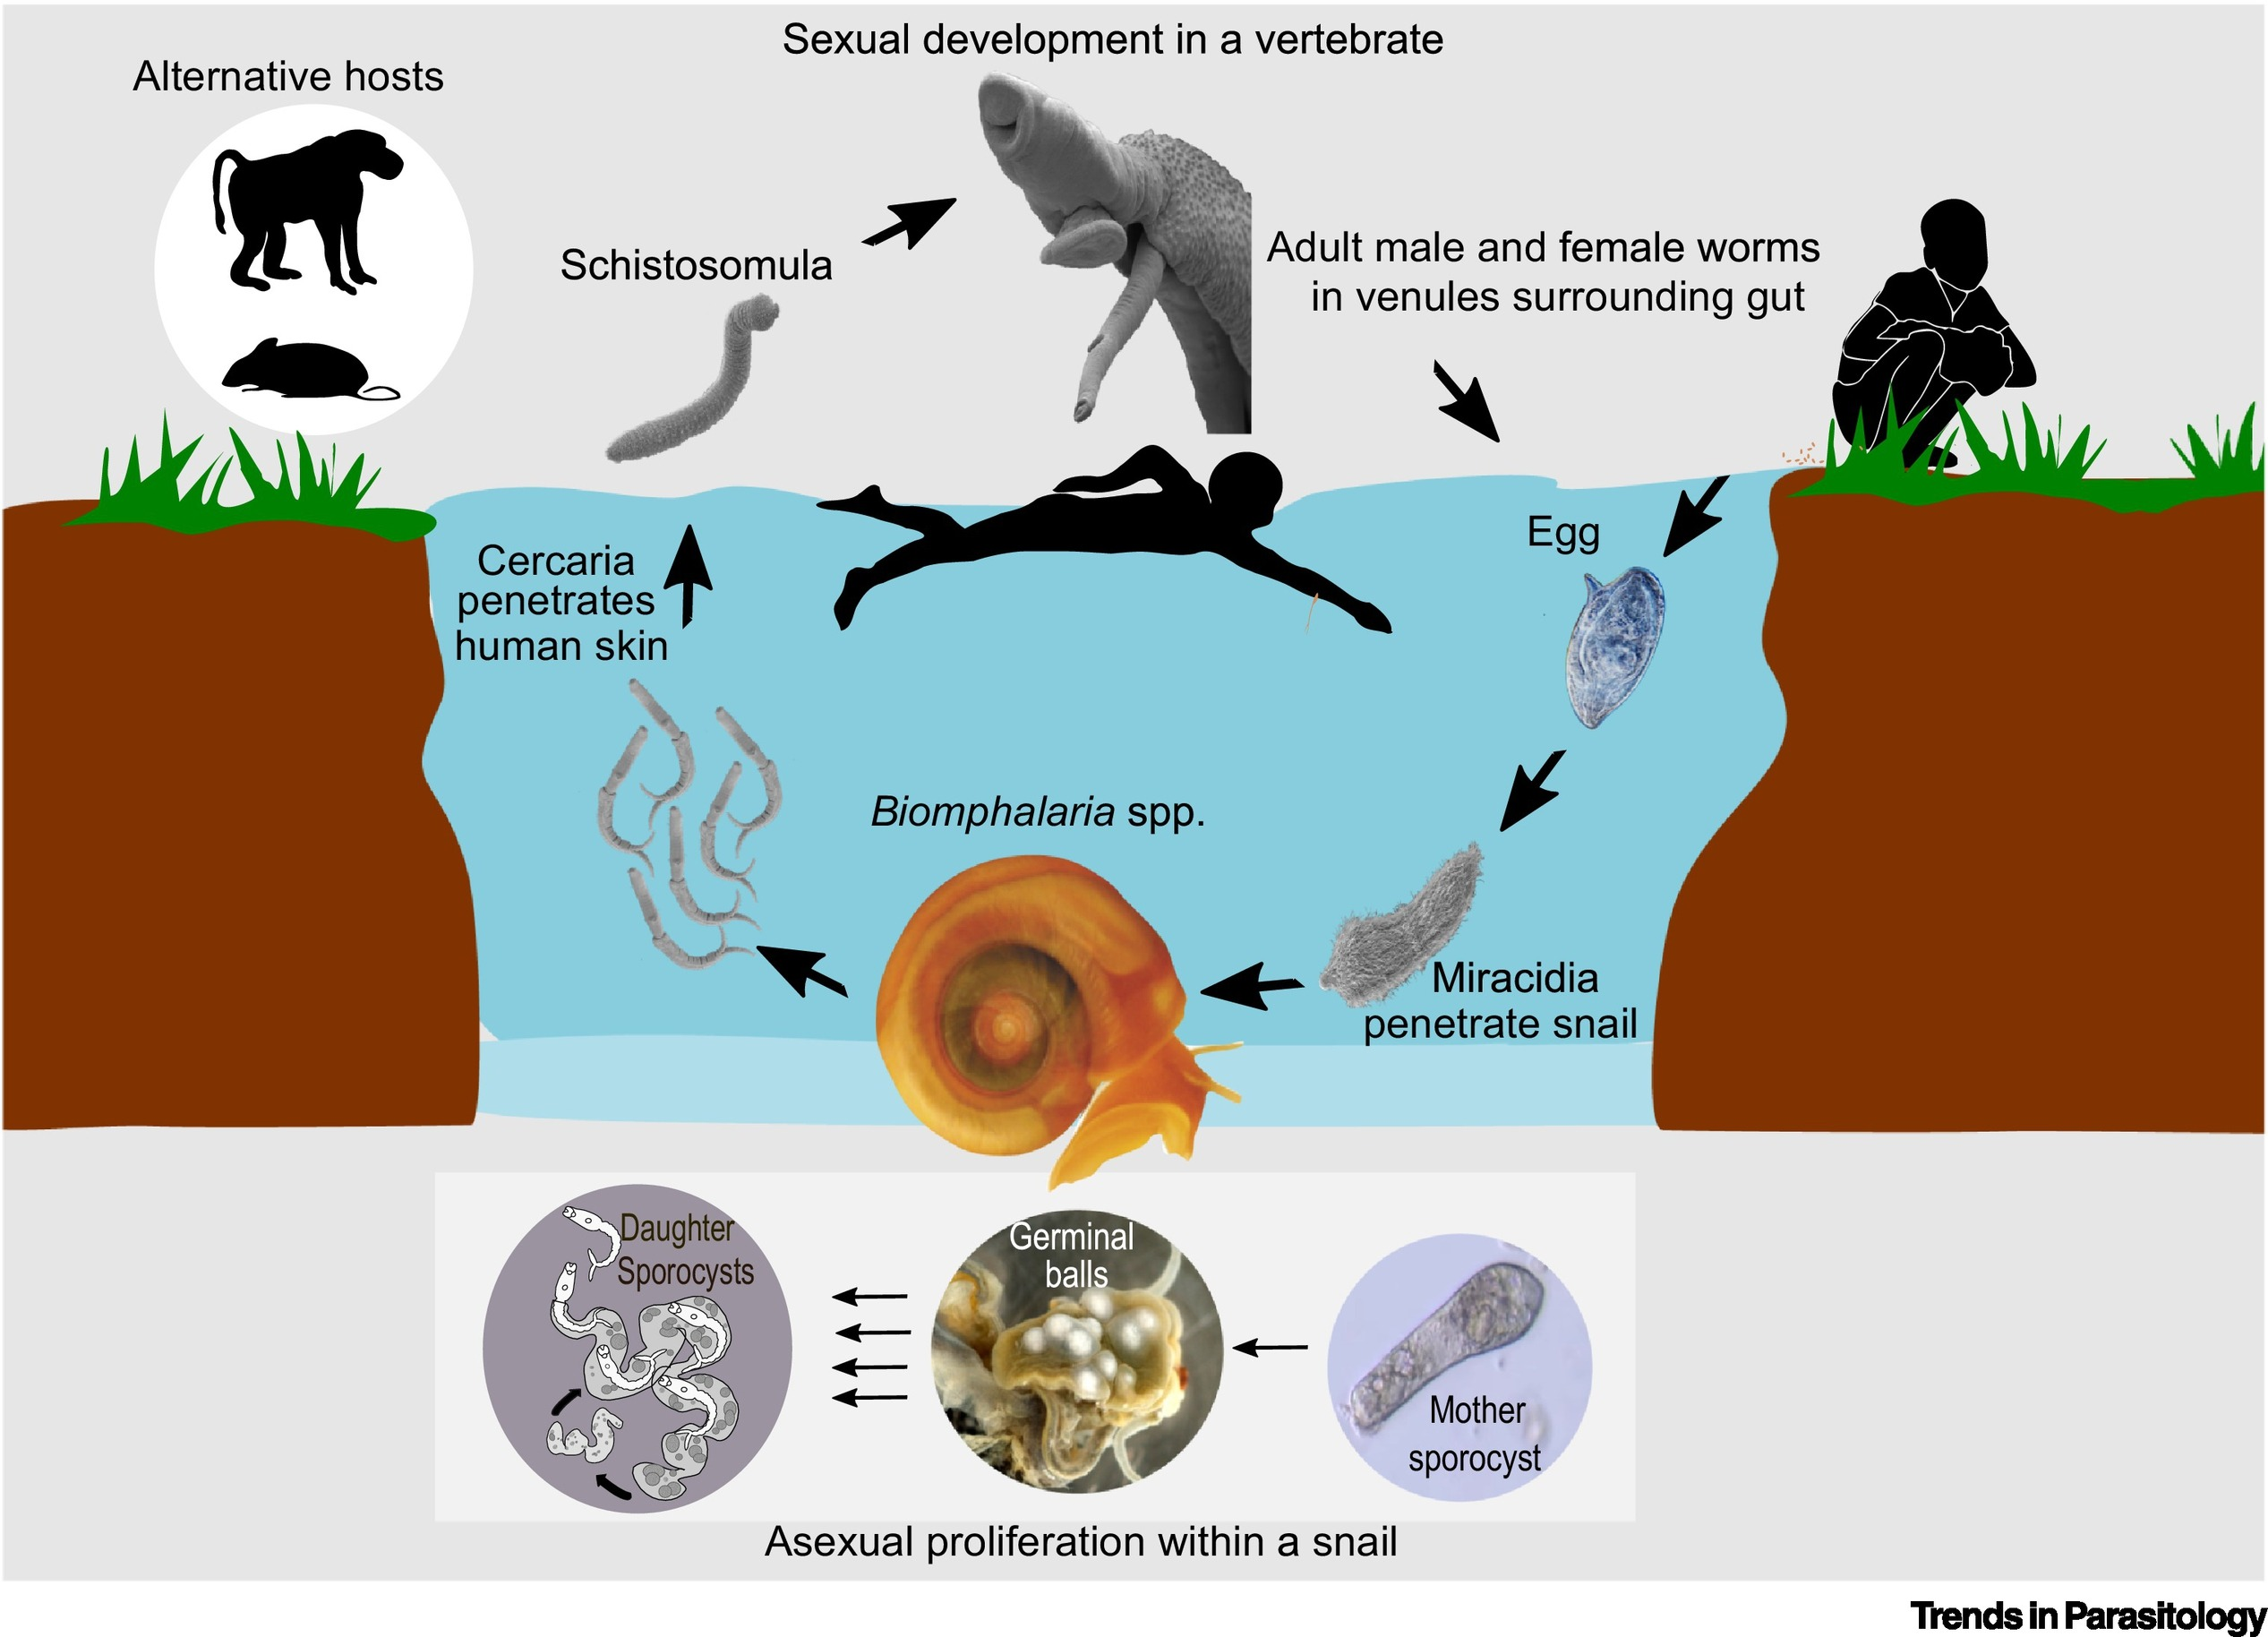 Sexual development in a vertebrate
Alternative hosts
Schistosomula
Adult male and female worms
in venules surrounding gut
Cercaria
penetrates
human skin
Egg
Biomphalaria spp.
Miracidia
penetrate snail
Daughter
Sporocysts
Germinal
balls
Mother
sporocyst
Asexual proliferation within a snail
Trends in Parasitology